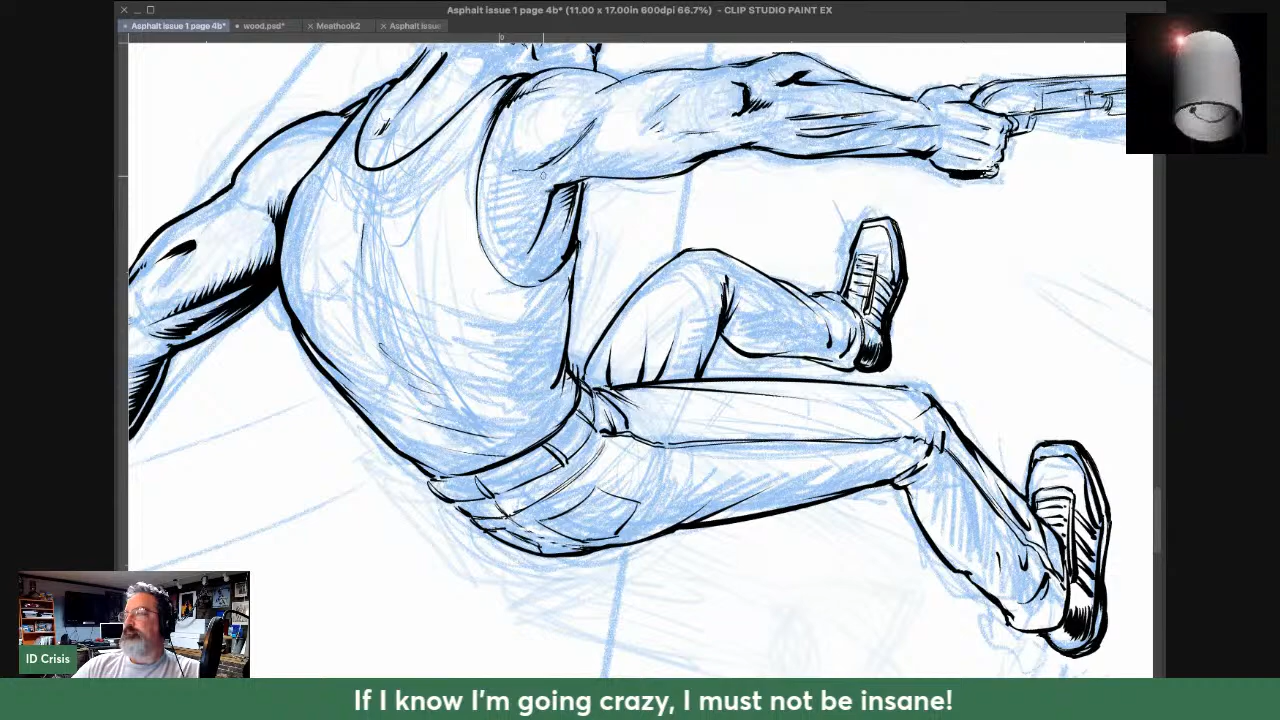 Asphalt issue 1 page 4b* (11.00 x 17.00in 600dpi 66.7%) - CLIP STUDIO PAINT EX
Asphalt issue 1 page 4b* wood.psd* Meathook2 Asphalt issue
0
ID Crisis
If I know I'm going crazy, I must not be insane!